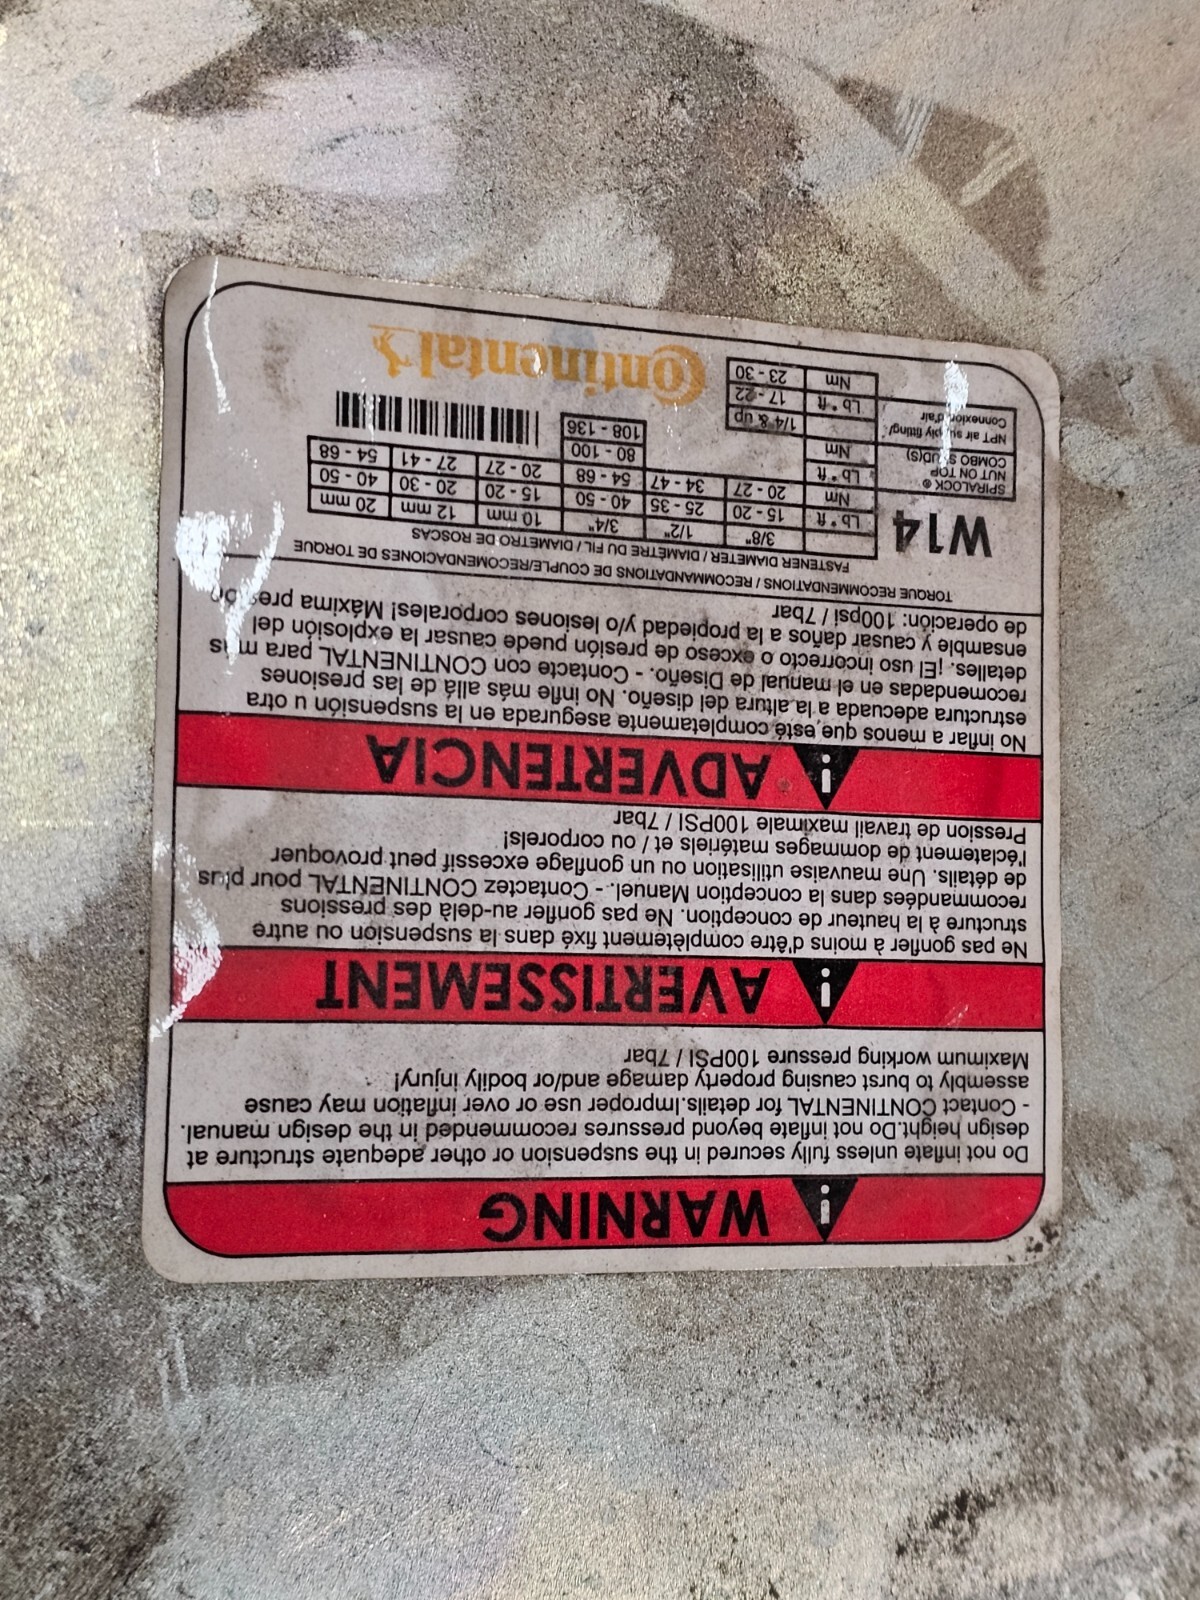 WARNING
Do not inflate unless fully secured in the suspension or other adequate structure at
design height.Do not inflate beyond pressures recommended in the design manual.
- Contact CONTINENTAL for details.Improper use or over inflation may cause
assembly to burst causing property damage and/or bodily injury!
Maximum working pressure 100PSI / 7bar
AVERTISSEMENT
Ne pas gonfler à moins d'être complètement fixé dans la suspension ou autre
structure à la hauteur de conception. Ne pas gonfler au-delà des pressions
recommandées dans la conception Manuel. - Contactez CONTINENTAL pour plus
de détails. Une mauvaise utilisation ou un gonflage excessif peut provoquer
l'éclatement de dommages matériels et / ou corporels!
Pression de travail maximale 100PSI / 7bar
ADVERTENCIA
No inflar a menos que esté completamente asegurada en la suspensión u otra
estructura adecuada a la altura del diseño. No infle más allá de las presiones
recomendadas en el manual de Diseño. - Contacte con CONTINENTAL para más
detalles. ¡El uso incorrecto o exceso de presión puede causar la explosión del
ensamble y causar daños a la propiedad y/o lesiones corporales! Máxima presión
de operación: 100psi / 7bar
TORQUE RECOMMENDATIONS / RECOMMANDATIONS DE COUPLE/RECOMENDACIONES DE TORQUE
FASTENER DIAMETER / DIAMÈTRE DU FIL / DIAMETRO DE ROSCAS
W14
3/8" 1/2" 3/4" 10 mm 12 mm 20 mm
Lb * ft 15 - 20 25 - 35 40 - 50 15 - 20 20 - 30 40 - 50
Nm 20 - 27 34 - 47 54 - 68 20 - 27 27 - 41 54 - 68
SPIRALOCK ®
NUT ON TOP
COMBO STUD(S)
Lb * ft 80 - 100
Nm 108 - 136
NPT air supply fitting/
Connexion d'air
1/4 & up
Lb * ft 17 - 22
Nm 23 - 30
Continental